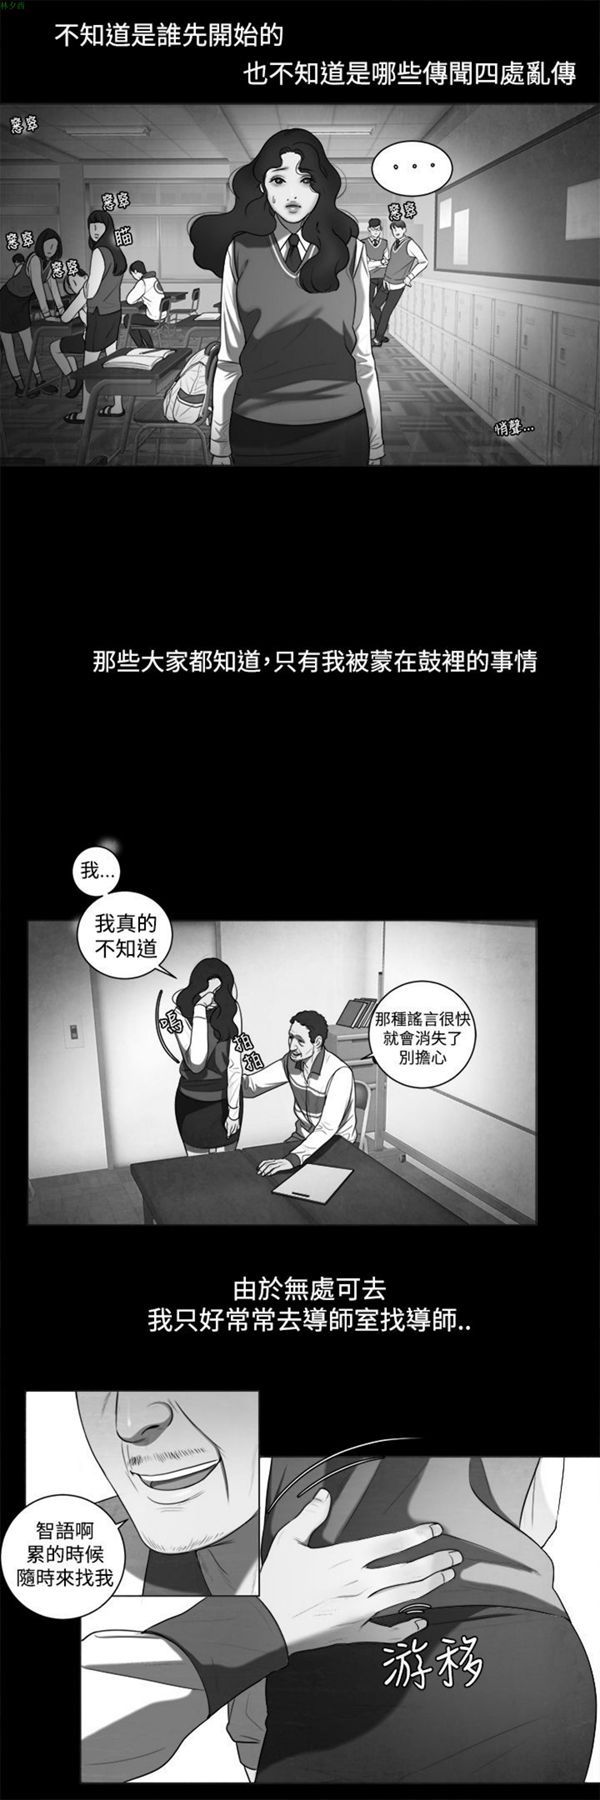 林夕西
不知道是誰先開始的
也不知道是哪些傳聞四處亂傳
窸窣
...
窸窣
窸窣
瞄
窸窣
窸窣
悄聲...
那些大家都知道,只有我被蒙在鼓裡的事情
我...
我真的
不知道
嗚
拍
拍
那種謠言很快
就會消失了
別擔心
由於無處可去
我只好常常去導師室找導師..
智語啊
累的時候
隨時來找我
游移